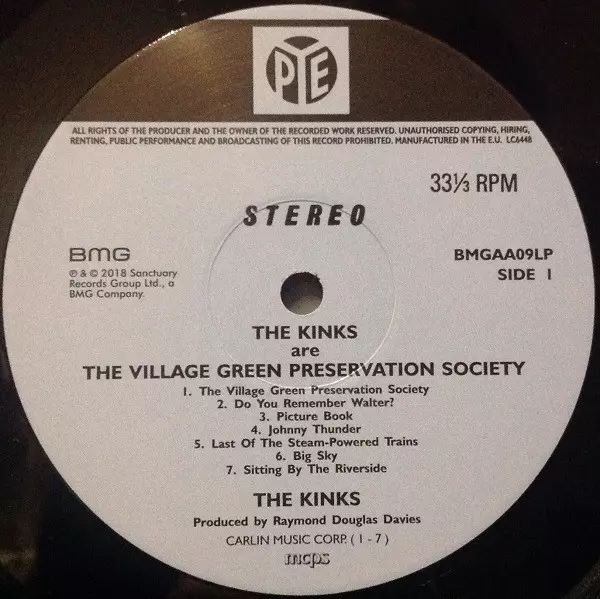 PYE
ALL RIGHTS OF THE PRODUCER AND THE OWNER OF THE RECORDED WORK RESERVED. UNAUTHORISED COPYING, HIRING,
RENTING, PUBLIC PERFORMANCE AND BROADCASTING OF THIS RECORD PROHIBITED. MANUFACTURED IN THE E.U. LC6448
33⅓ RPM
STEREO
BMG
℗ & © 2018 Sanctuary
Records Group Ltd., a
BMG Company.
BMGAA09LP
SIDE 1
THE KINKS
are
THE VILLAGE GREEN PRESERVATION SOCIETY
1. The Village Green Preservation Society
2. Do You Remember Walter?
3. Picture Book
4. Johnny Thunder
5. Last Of The Steam-Powered Trains
6. Big Sky
7. Sitting By The Riverside
THE KINKS
Produced by Raymond Douglas Davies
CARLIN MUSIC CORP. ( 1 - 7 )
mcps